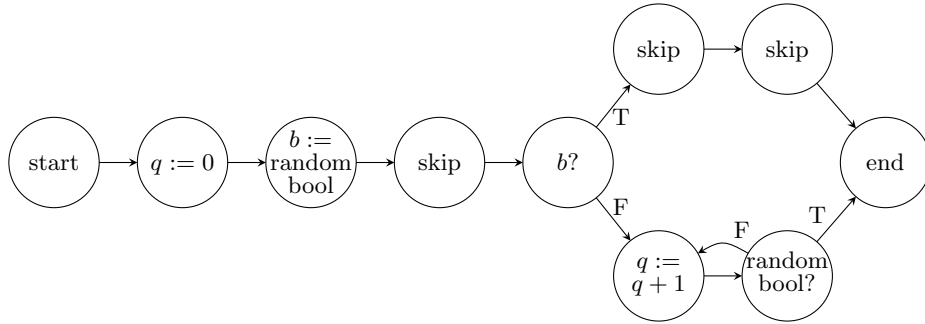 skip
skip
T
start
q := 0
b :=
random
bool
skip
b?
end
F
q :=
q + 1
F
random
bool?
T